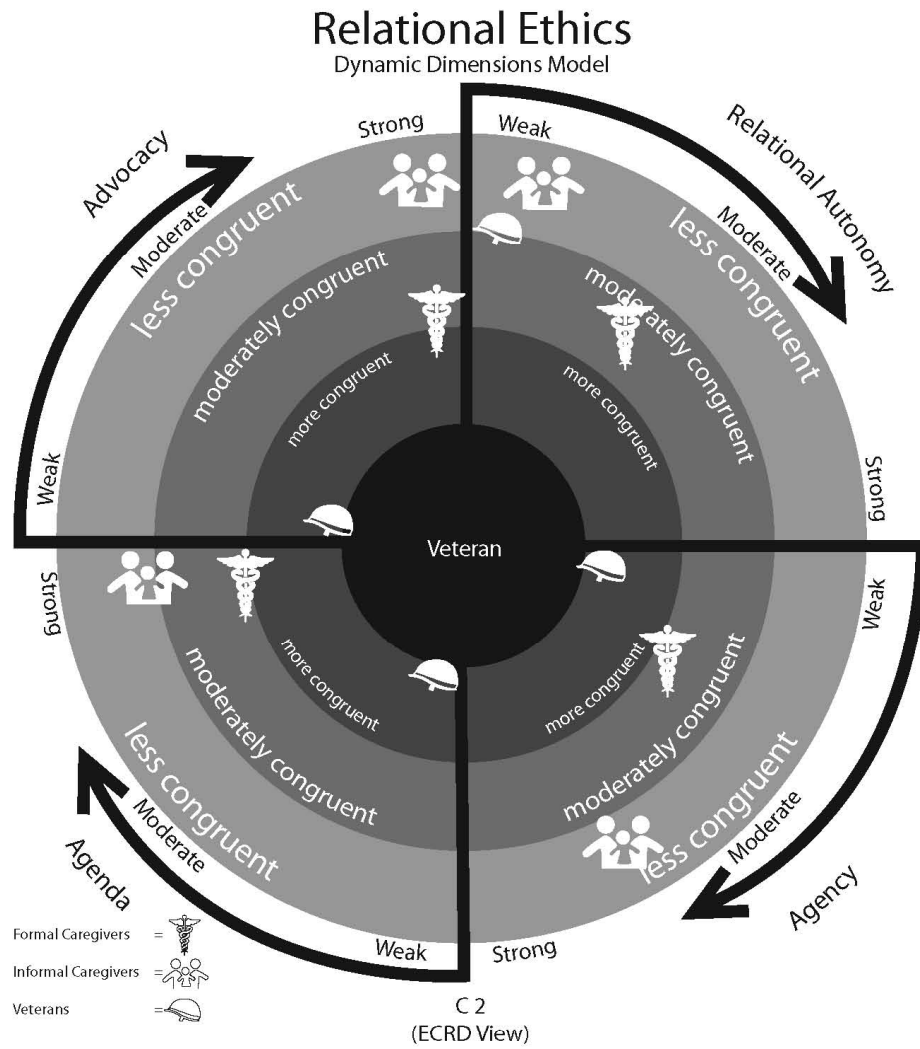 Relational Ethics
Dynamic Dimensions Model
Strong
Weak
Advocacy
Moderate
Weak
less congruent
moderately congruent
more congruent
Relational Autonomy
Moderate
Strong
less congruent
moderately congruent
more congruent
Veteran
Strong
Weak
more congruent
moderately congruent
less congruent
Moderate
Agenda
Weak
more congruent
moderately congruent
less congruent
Moderate
Agency
Strong
Formal Caregivers =
Informal Caregivers =
Veterans =
C 2
(ECRD View)